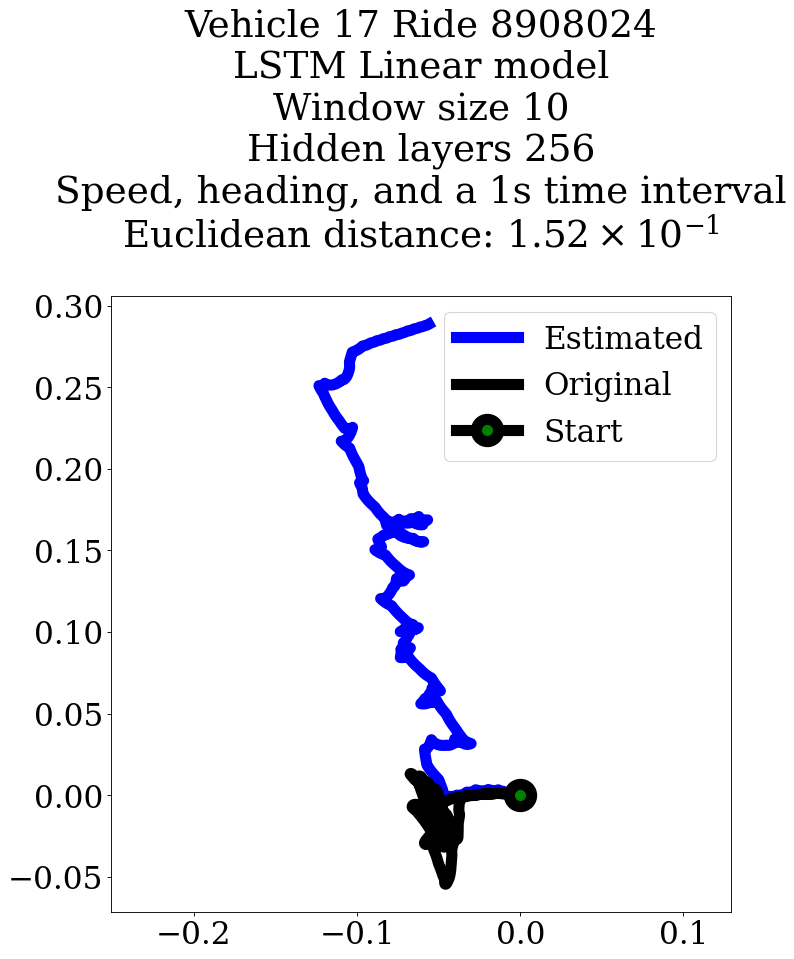 Vehicle 17 Ride 8908024
LSTM Linear model
Window size 10
Hidden layers 256
Speed, heading, and a 1s time interval
Euclidean distance: 1.52 × 10⁻¹
Estimated
Original
Start
0.30
0.25
0.20
0.15
0.10
0.05
0.00
−0.05
−0.2
−0.1
0.0
0.1